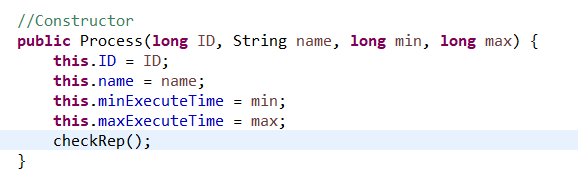 //Constructor
public Process(long ID, String name, long min, long max) {
this.ID = ID;
this.name = name;
this.minExecuteTime = min;
this.maxExecuteTime = max;
checkRep();
}